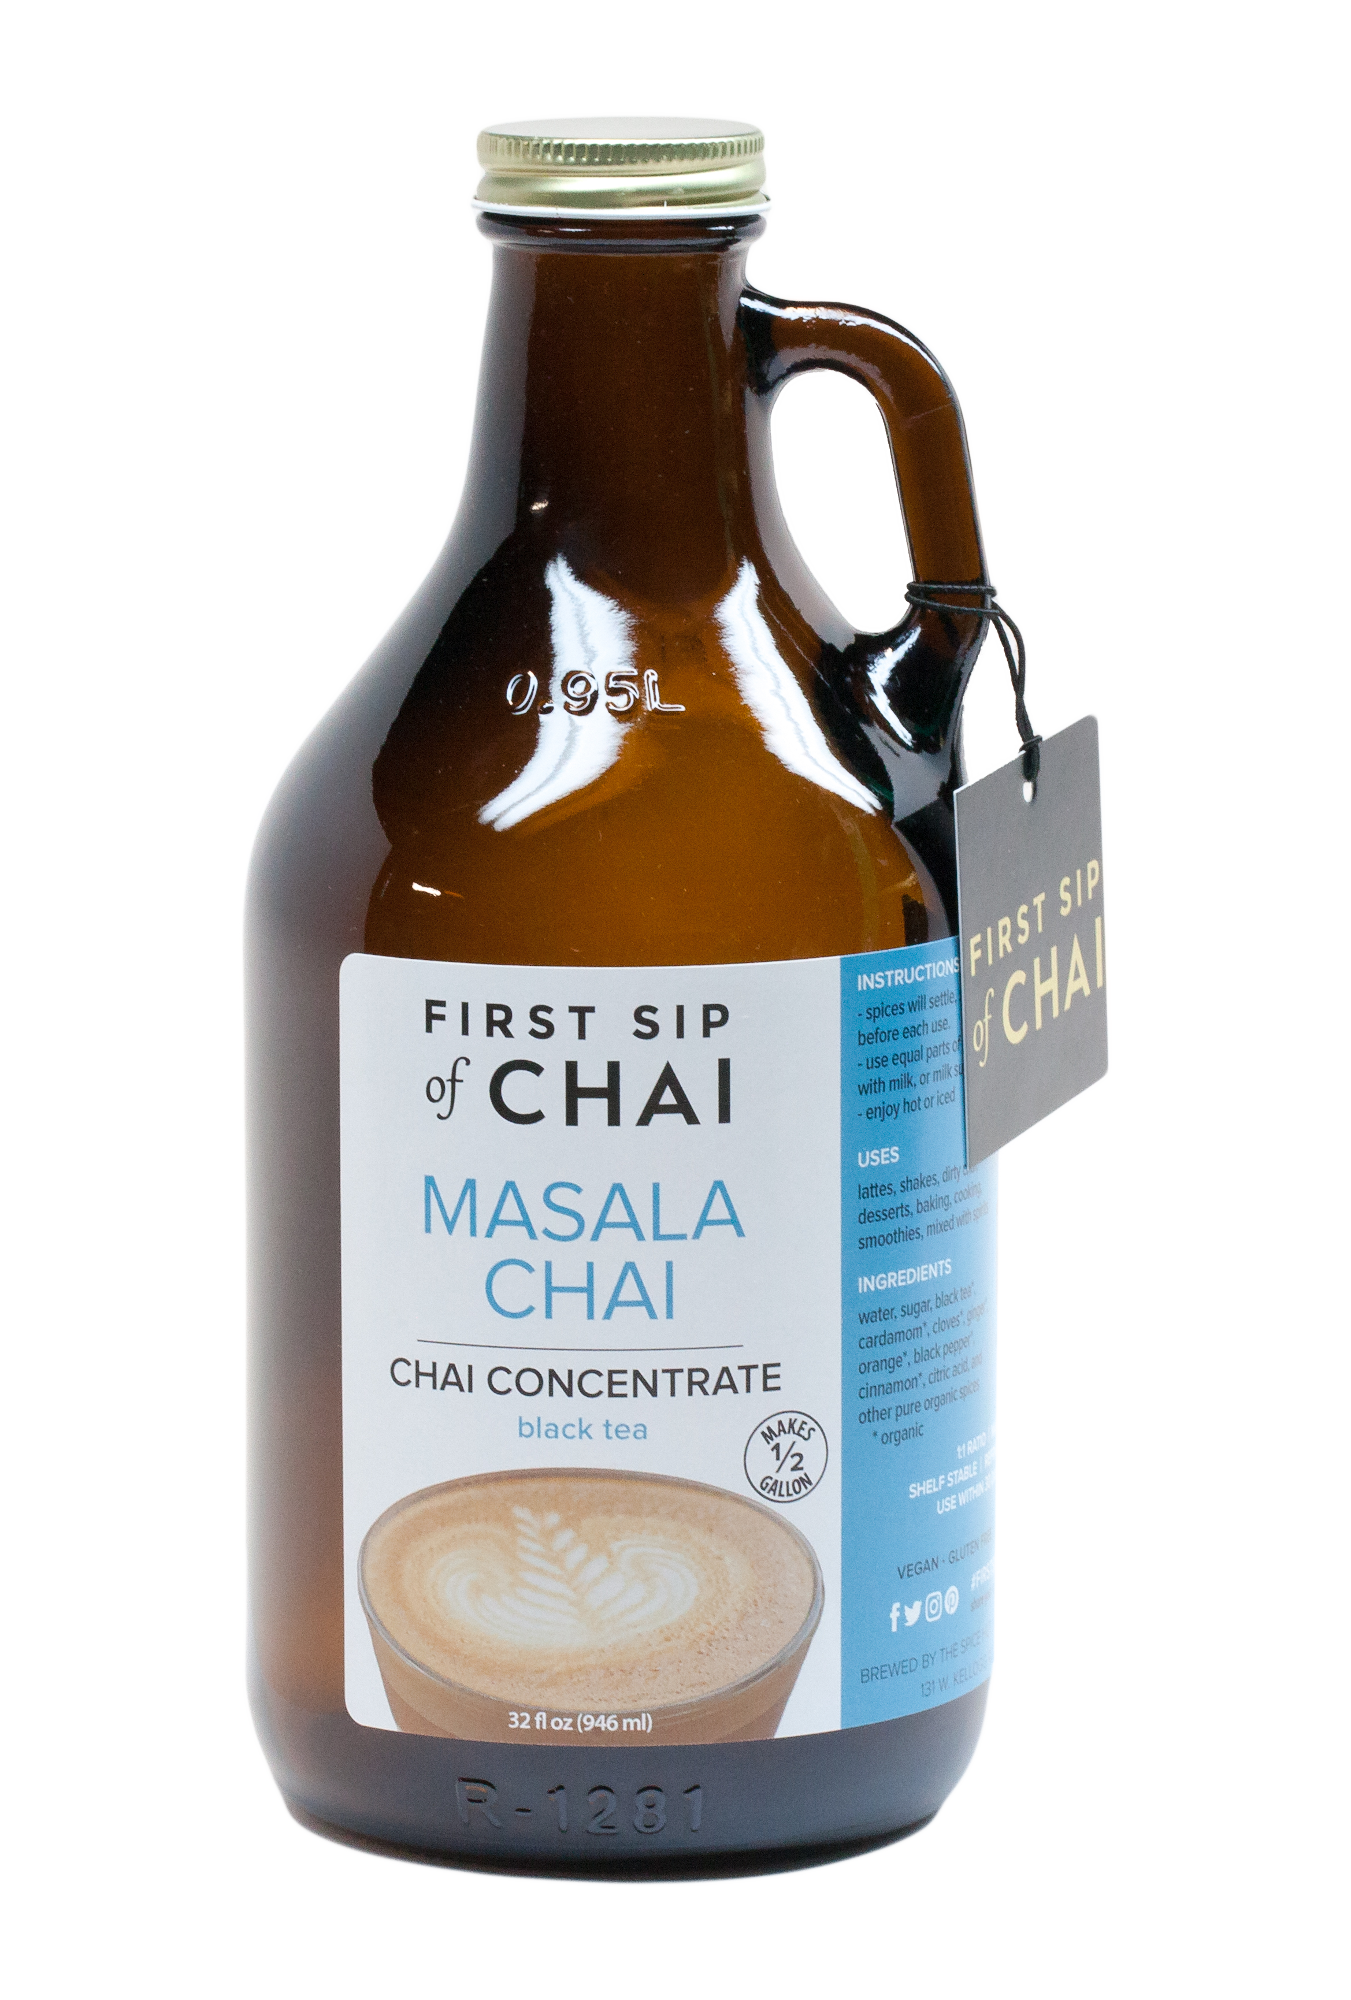 0.95L
FIRST SIP
of CHAI
MASALA
CHAI
CHAI CONCENTRATE
black tea
MAKES
1/2
GALLON
32 fl oz (946 ml)
R-1281
INSTRUCTIONS
- spices will settle,
before each use.
- use equal parts of
with milk, or milk
- enjoy hot or iced
USES
lattes, shakes, dirty
desserts, baking, cooking,
smoothies, mixed with
INGREDIENTS
water, sugar, black tea*,
cardamom*, cloves*, ginger*,
orange*, black pepper*,
cinnamon*, citric acid, and
other pure organic spices
* organic
1:1 RATIO |
SHELF STABLE |
USE WITHIN
VEGAN - GLUTEN
BREWED BY THE SPICE
131 W.
FIRST SIP
of CHAI